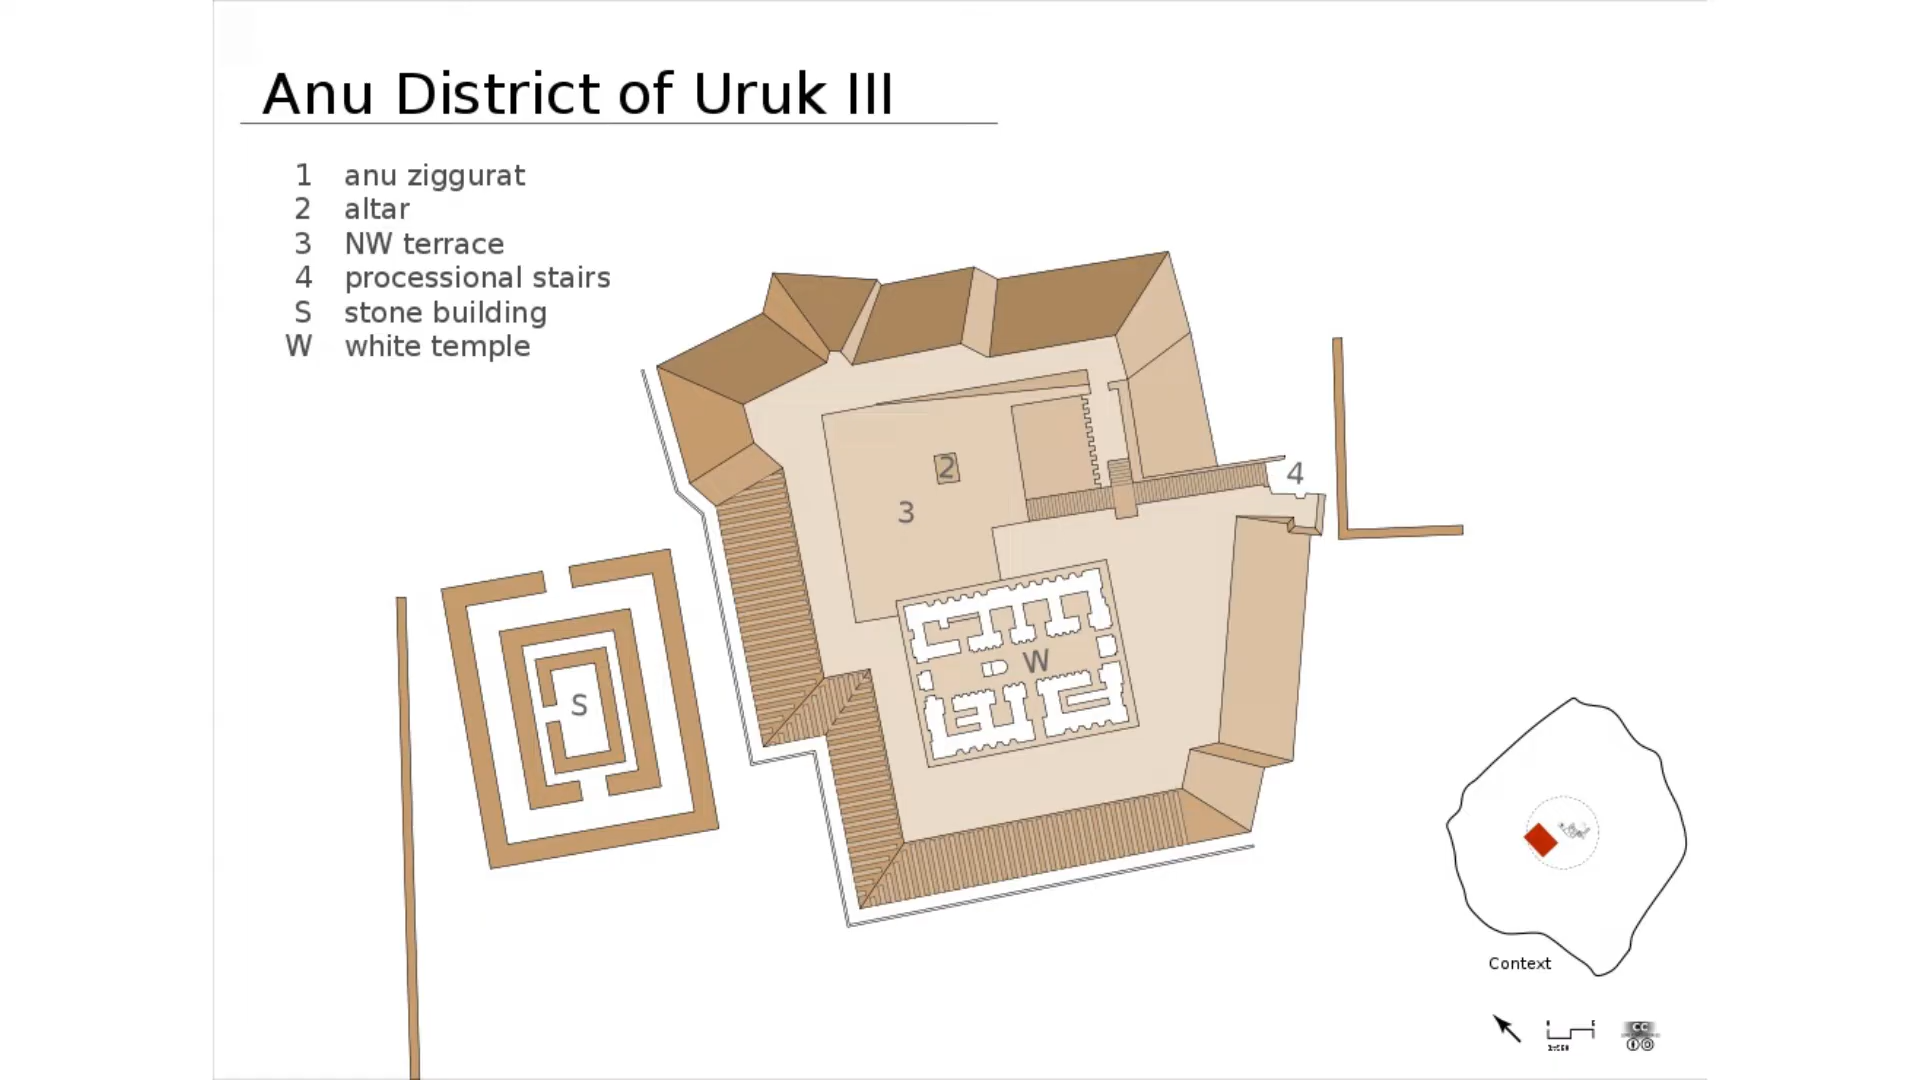 Anu District of Uruk III
1 anu ziggurat
2 altar
3 NW terrace
4 processional stairs
S stone building
W white temple
2
4
3
W
S
Context
CC